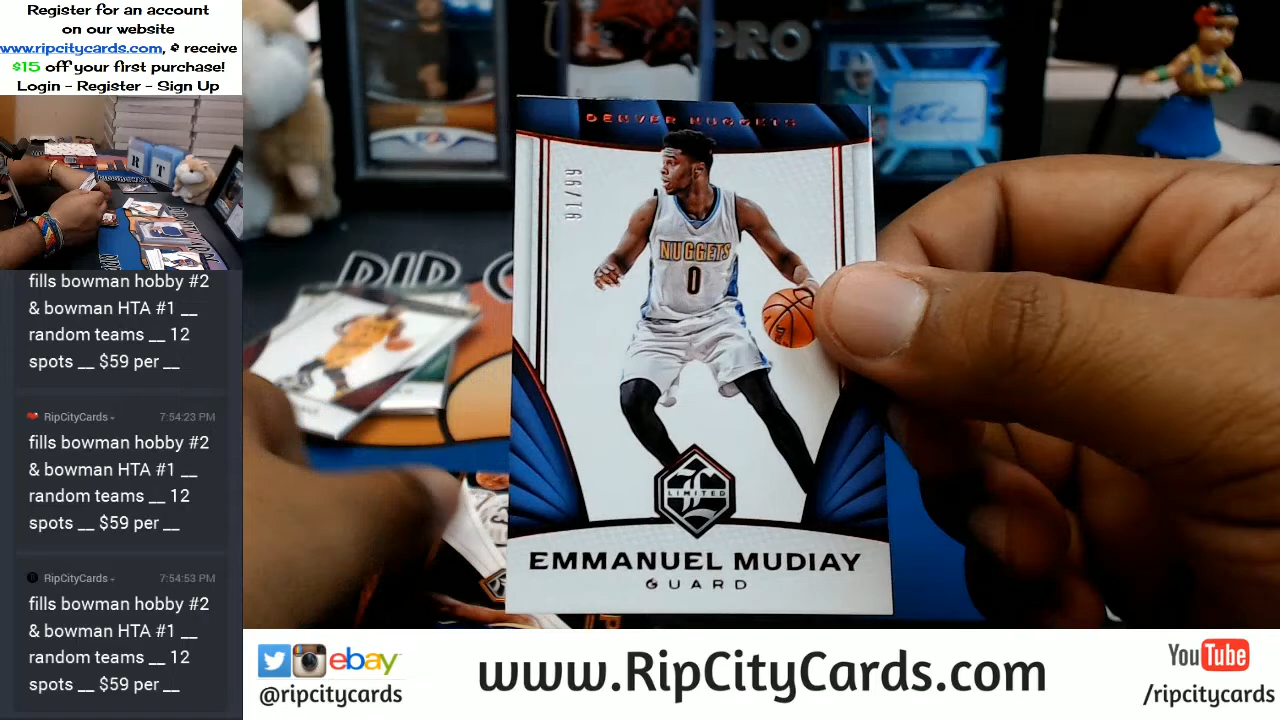 Register for an account
on our website
www.ripcitycards.com, & receive
$15 off your first purchase!
Login - Register - Sign Up
R T
fills bowman hobby #2
& bowman HTA #1 __
random teams __ 12
spots __ $59 per __
RipCityCards
7:54:23 PM
fills bowman hobby #2
& bowman HTA #1 __
random teams __ 12
spots __ $59 per __
RipCityCards
7:54:53 PM
fills bowman hobby #2
& bowman HTA #1 __
random teams __ 12
spots __ $59 per __
PRO
RIP C
DENVER NUGGETS
NUGGETS
0
LIMITED
EMMANUEL MUDIAY
GUARD
ebay
@ripcitycards
www.RipCityCards.com
YouTube
/ripcitycards